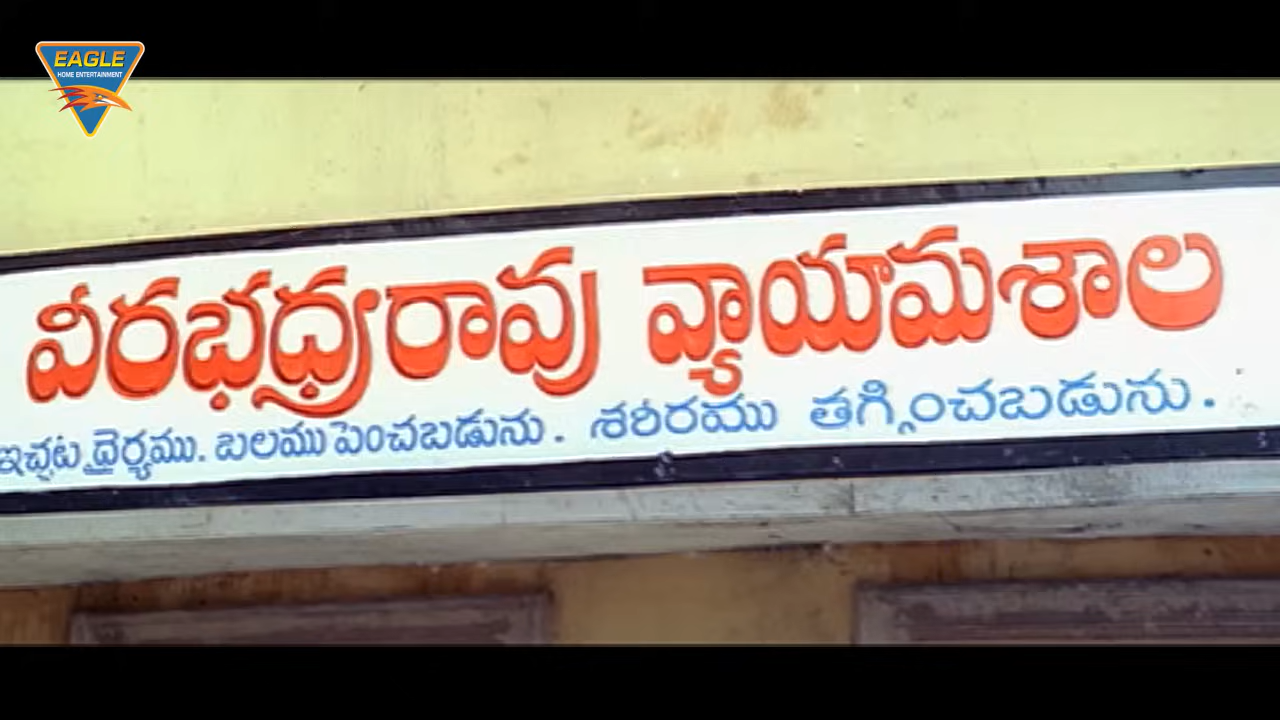 EAGLE
HOME ENTERTAINMENT
వీరభద్ధ్రరావు వ్యాయామశాల
ఇచ్చట ధైర్యము. బలము పెంచబడును. శరీరము తగ్గించబడును.